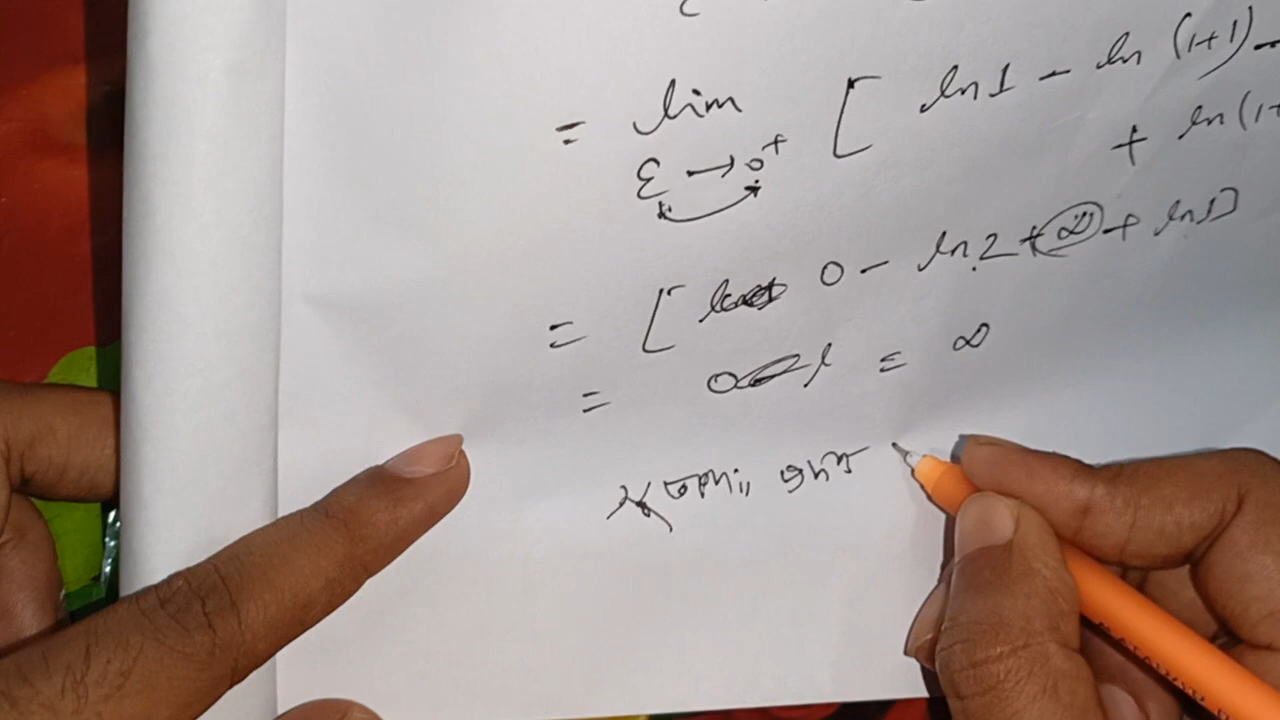 = lim [ ln1 - ln (1+1) -
ε → 0⁺ + ln(1+
= [ 0 - ln2 + ∞ + ln1]
= = ∞